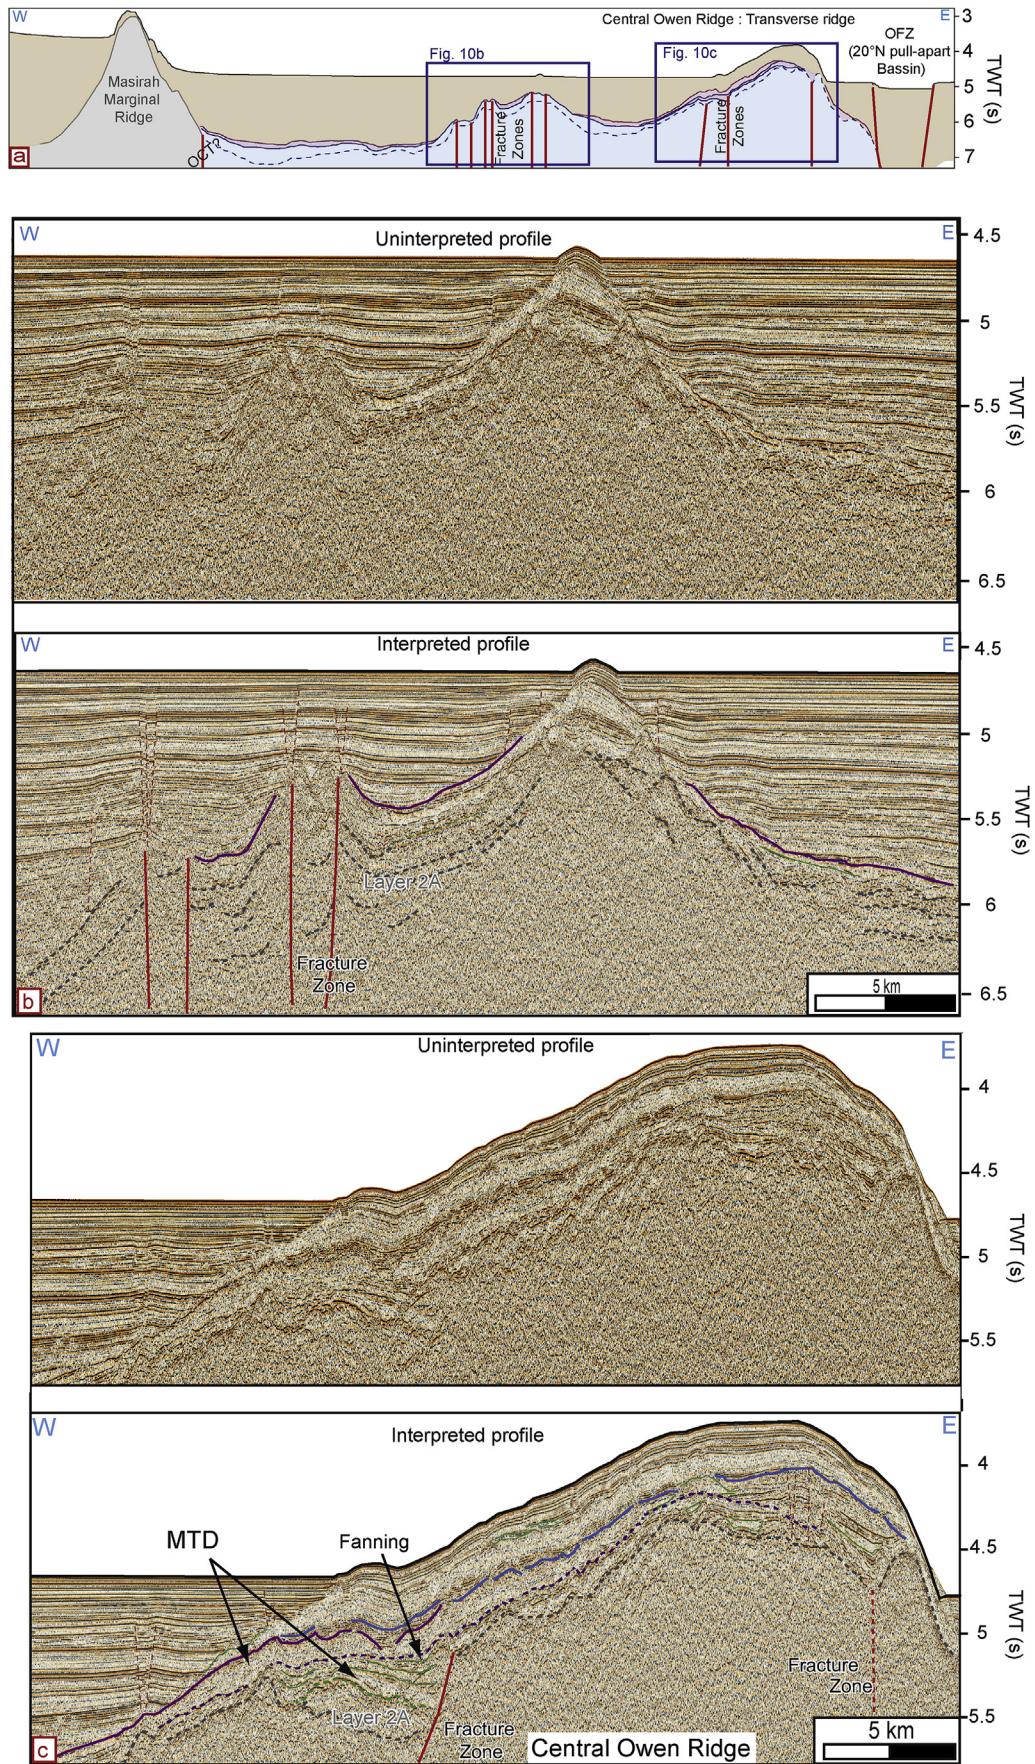 W
Central Owen Ridge : Transverse ridge
E
3
OFZ
(20°N pull-apart
Bassin)
Fig. 10b
Fig. 10c
4
5
6
7
TWT (s)
Masirah
Marginal
Ridge
OCT?
Fracture
Zones
Fracture
Zones
a
W
Uninterpreted profile
E
4.5
5
5.5
6
6.5
TWT (s)
W
Interpreted profile
E
4.5
5
5.5
6
6.5
TWT (s)
Layer 2A
Fracture
Zone
5 km
b
W
Uninterpreted profile
E
4
4.5
5
5.5
TWT (s)
W
Interpreted profile
E
4
4.5
5
5.5
TWT (s)
MTD
Fanning
Layer 2A
Fracture
Zone
Fracture
Zone
5 km
Central Owen Ridge
c